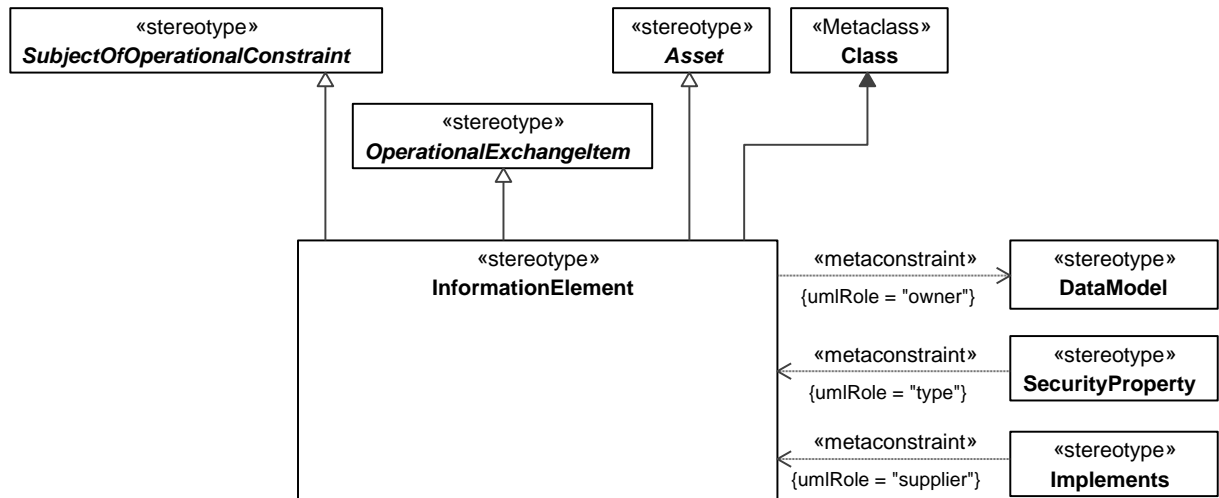 «stereotype»
SubjectOfOperationalConstraint
«stereotype»
Asset
«Metaclass»
Class
«stereotype»
OperationalExchangeItem
«stereotype»
InformationElement
«metaconstraint»
{umlRole = "owner"}
«stereotype»
DataModel
«metaconstraint»
{umlRole = "type"}
«stereotype»
SecurityProperty
«metaconstraint»
{umlRole = "supplier"}
«stereotype»
Implements